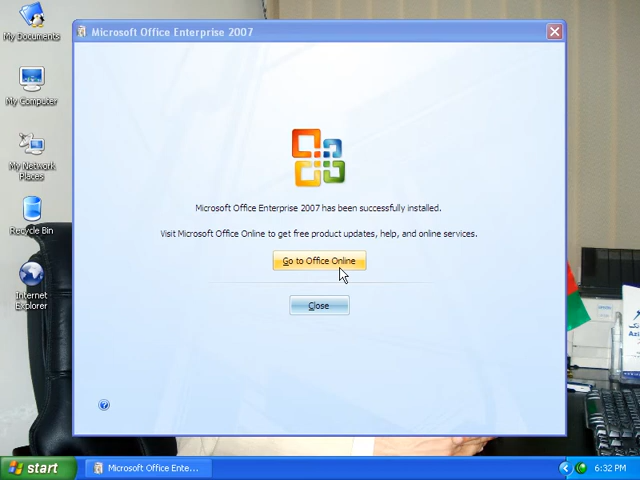 My Documents
My Computer
My Network
Places
Recycle Bin
Internet
Explorer
Microsoft Office Enterprise 2007
Microsoft Office Enterprise 2007 has been successfully installed.
Visit Microsoft Office Online to get free product updates, help, and online services.
Go to Office Online
Close
?
start
Microsoft Office Ente...
6:32 PM